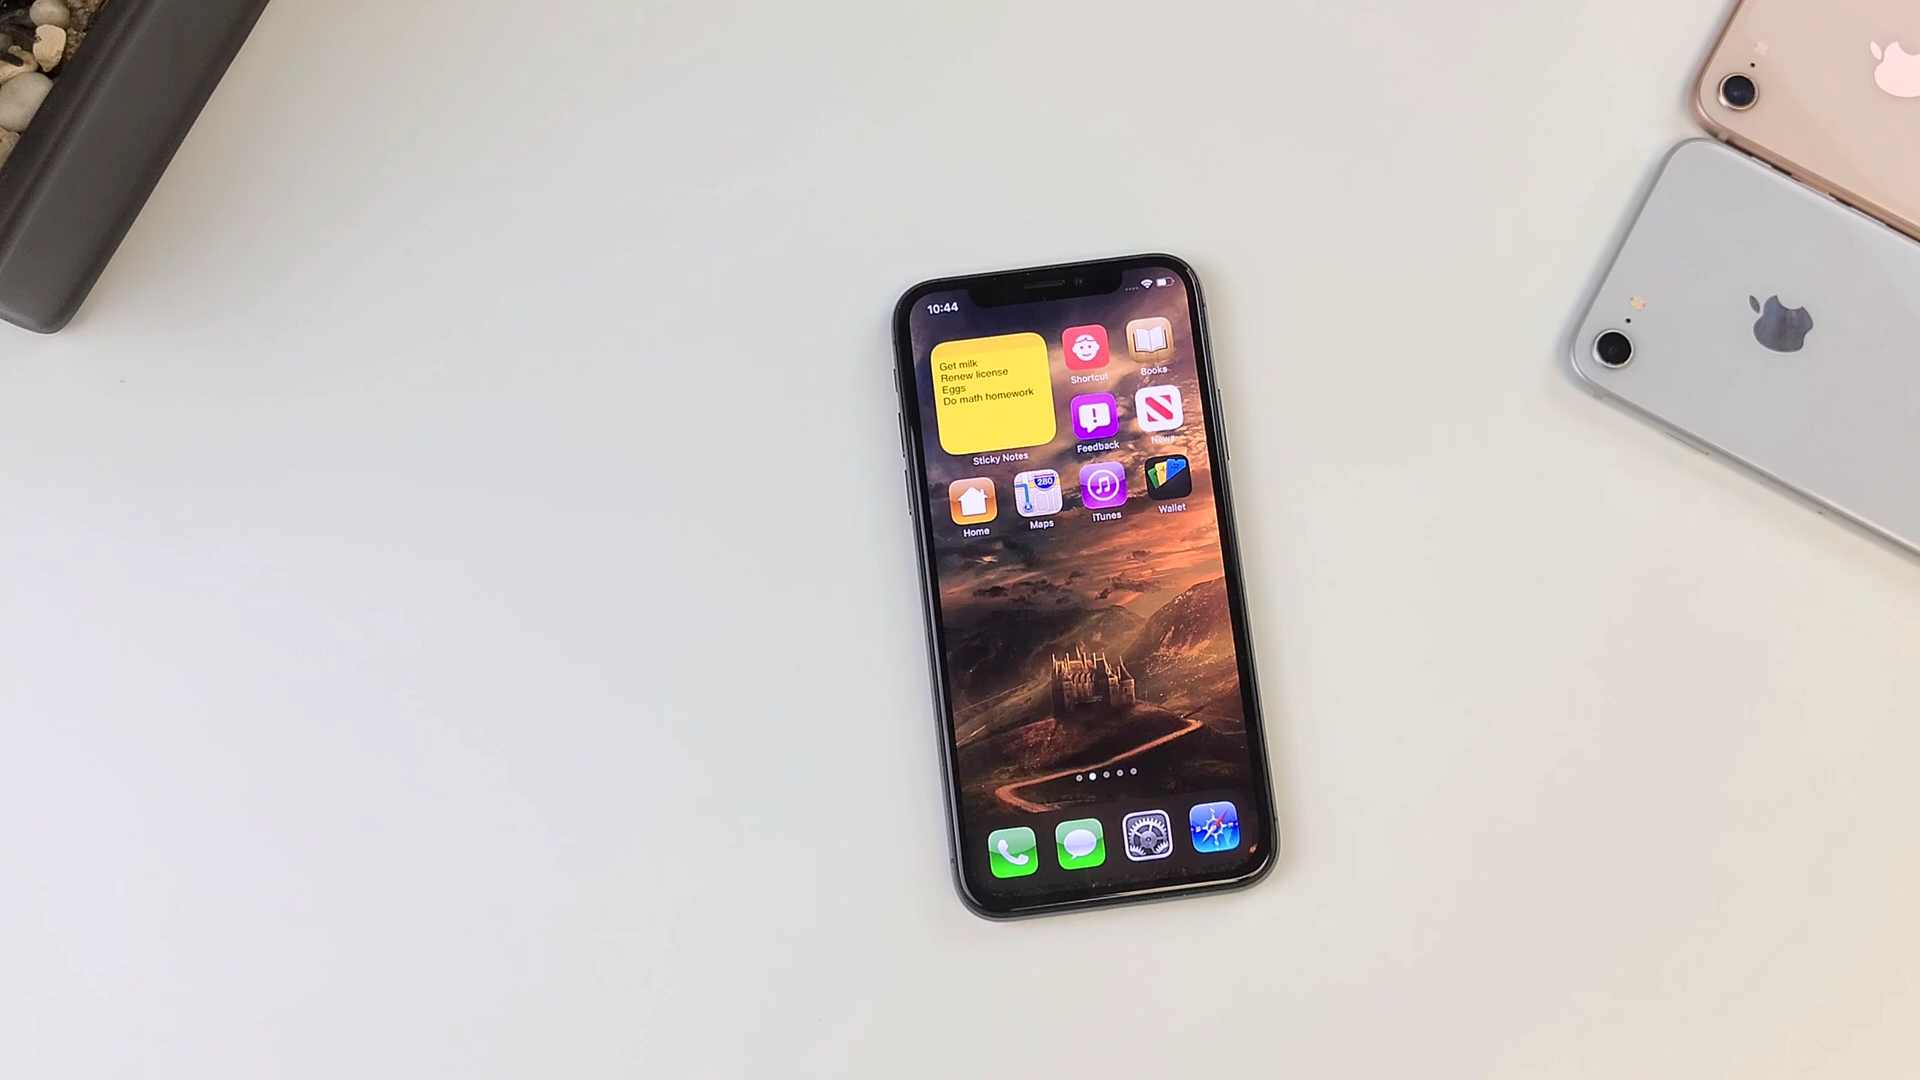 10:44
Get milk
Renew license
Eggs
Do math homework
Sticky Notes
Shortcut
Books
Feedback
News
280
Home
Maps
iTunes
Wallet